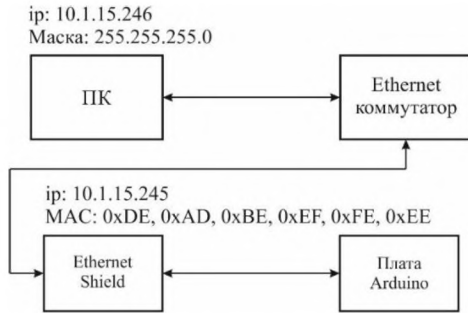 ip: 10.1.15.246
Маска: 255.255.255.0
ПК
Ethernet
коммутатор
ip: 10.1.15.245
MAC: 0xDE, 0xAD, 0xBE, 0xEF, 0xFE, 0xEE
Ethernet
Shield
Плата
Arduino